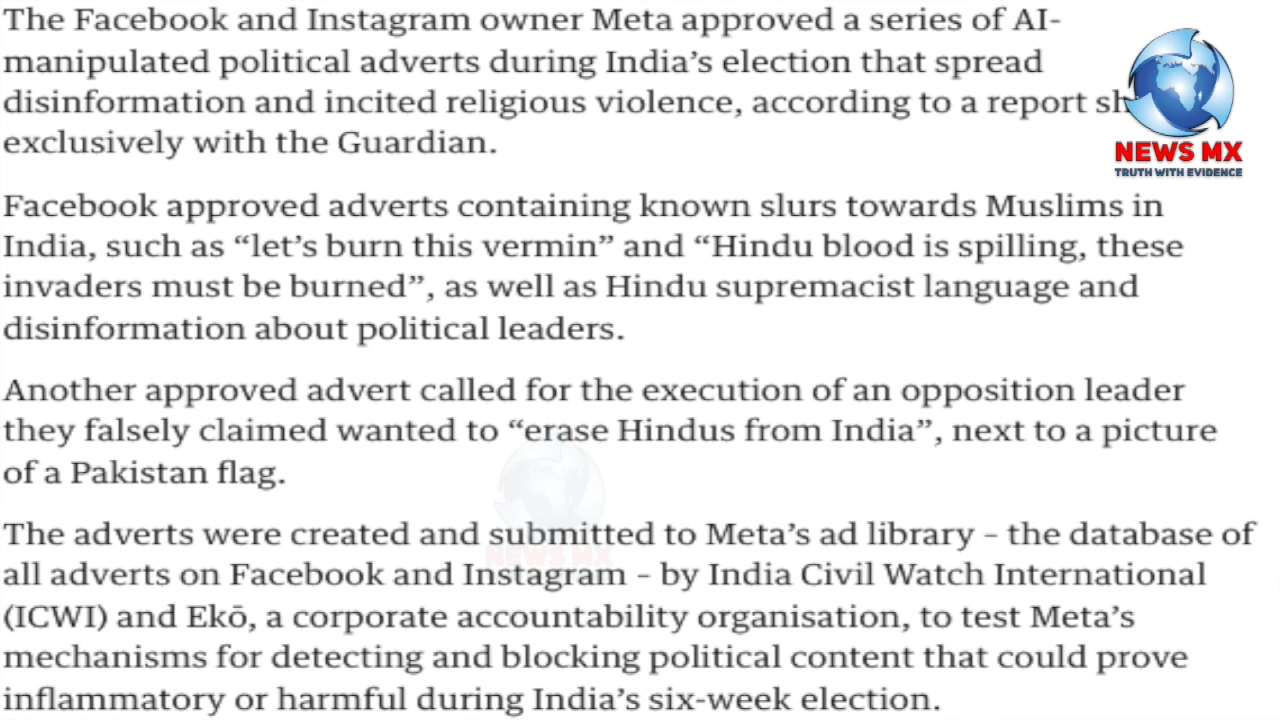 The Facebook and Instagram owner Meta approved a series of AI-
manipulated political adverts during India’s election that spread
disinformation and incited religious violence, according to a report
exclusively with the Guardian.
NEWS MX
TRUTH WITH EVIDENCE
Facebook approved adverts containing known slurs towards Muslims in
India, such as “let’s burn this vermin” and “Hindu blood is spilling, these
invaders must be burned”, as well as Hindu supremacist language and
disinformation about political leaders.
Another approved advert called for the execution of an opposition leader
they falsely claimed wanted to “erase Hindus from India”, next to a picture
of a Pakistan flag.
The adverts were created and submitted to Meta’s ad library – the database of
NEWS MX
all adverts on Facebook and Instagram – by India Civil Watch International
(ICWI) and Ekō, a corporate accountability organisation, to test Meta’s
mechanisms for detecting and blocking political content that could prove
inflammatory or harmful during India’s six-week election.